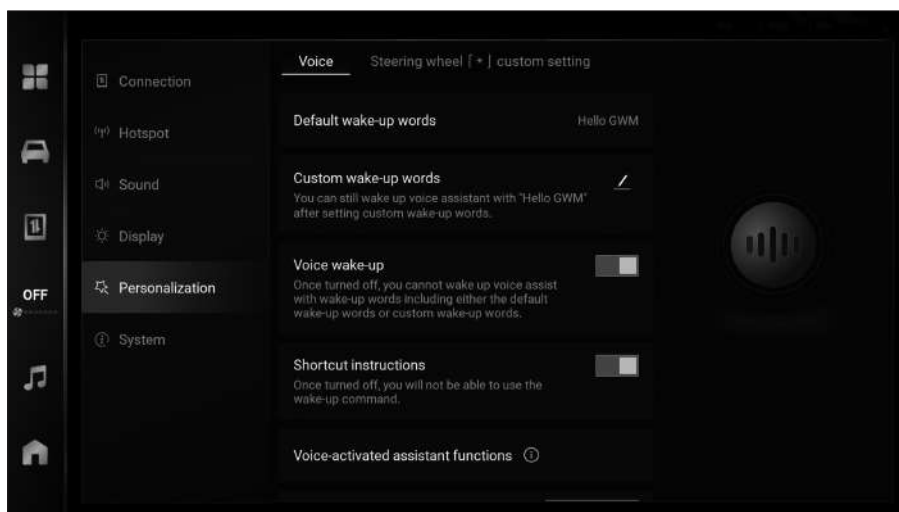 Voice
Steering wheel [ * ] custom setting
Connection
Hotspot
Sound
Display
Personalization
System
OFF
Default wake-up words
Hello GWM
Custom wake-up words
You can still wake up voice assistant with "Hello GWM"
after setting custom wake-up words.
Voice wake-up
Once turned off, you cannot wake up voice assist
with wake-up words including either the default
wake-up words or custom wake-up words.
Shortcut instructions
Once turned off, you will not be able to use the
wake-up command.
Voice-activated assistant functions